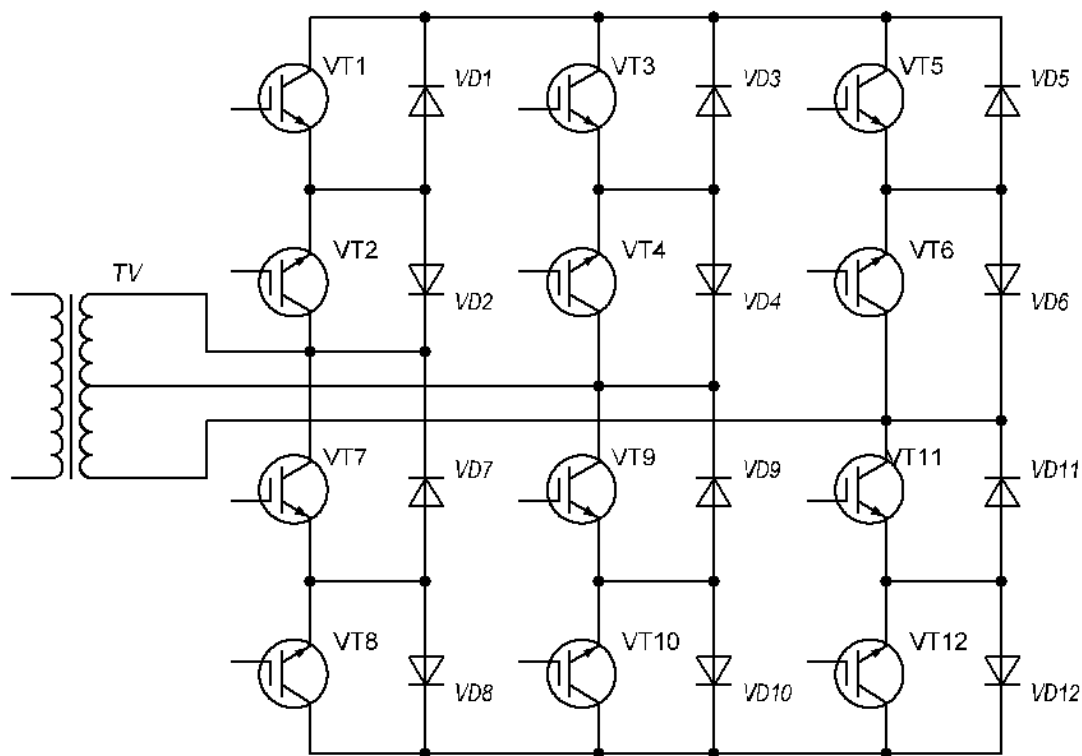 VT1 VD1 VT3 VD3 VT5 VD5
VT2 VT4 VT6
TV VD2 VD4 VD6
VT7 VD7 VT9 VD9 VT11 VD11
VT8 VT10 VT12
VD8 VD10 VD12